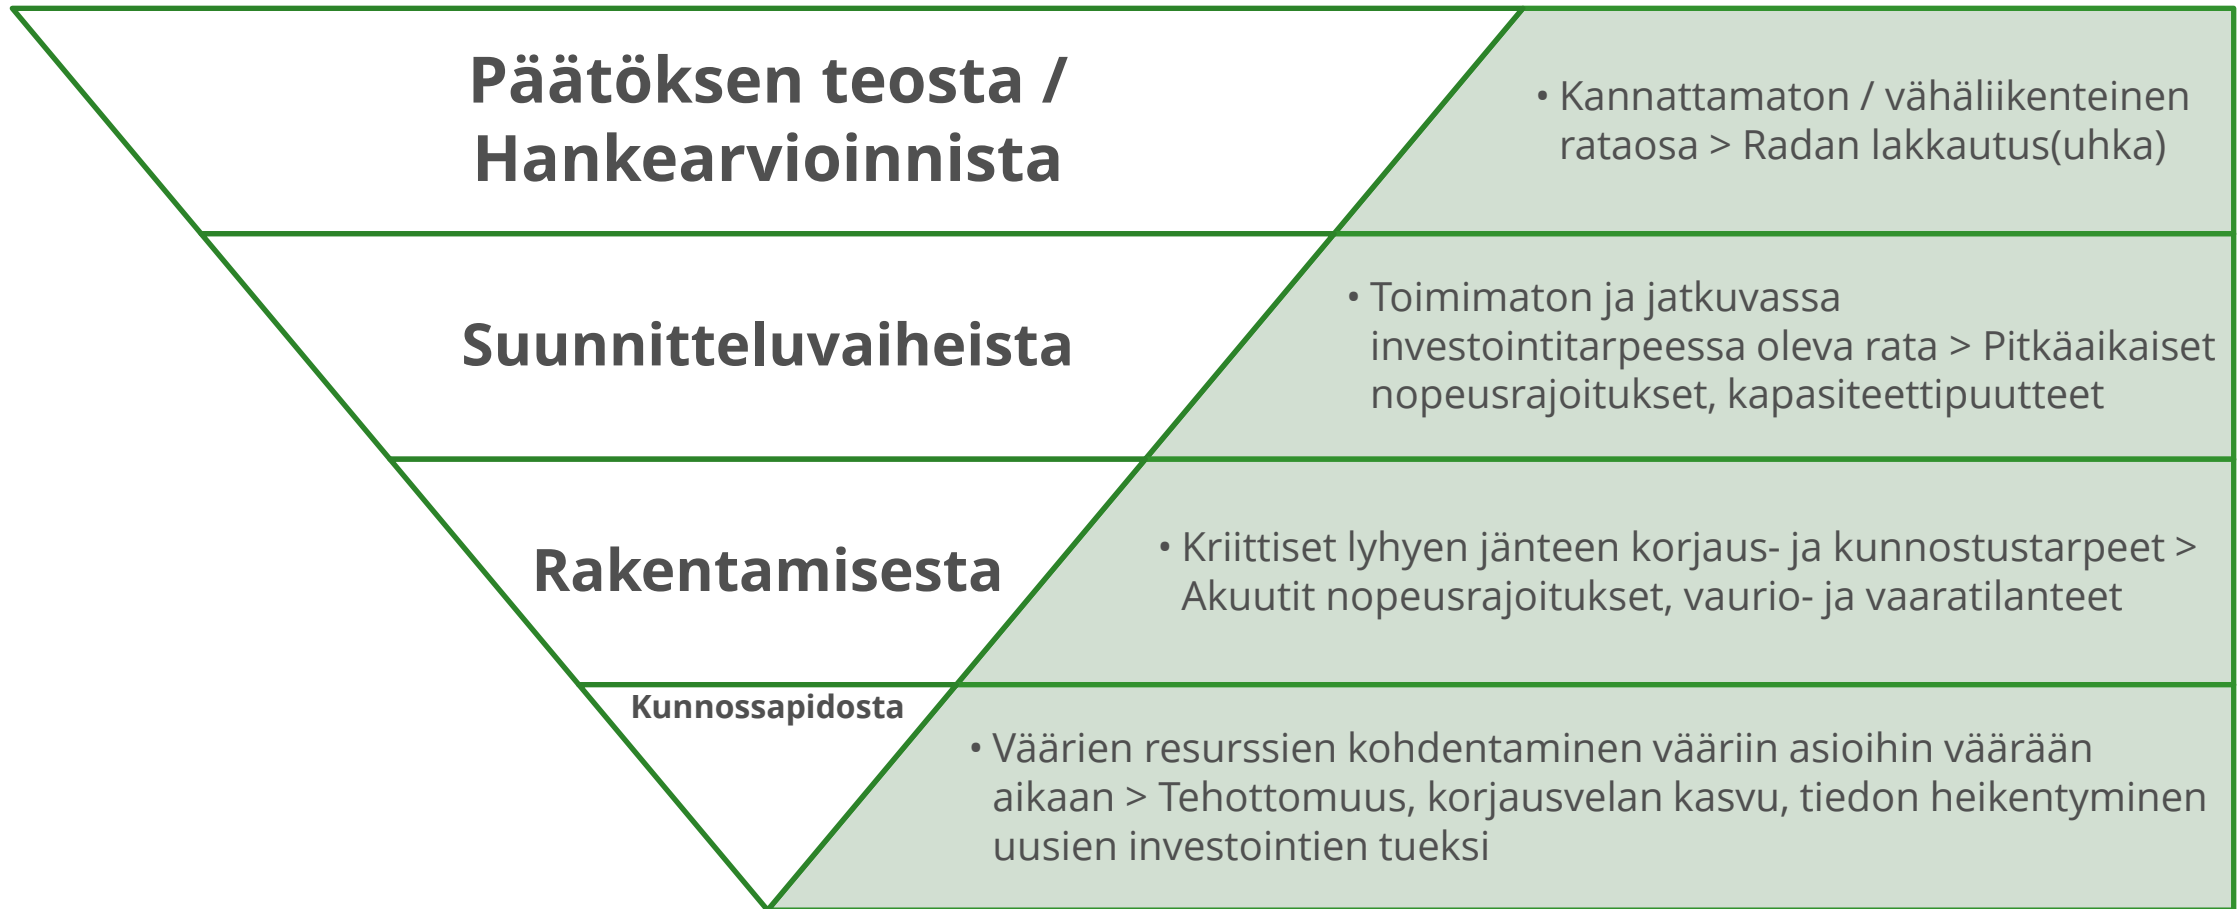 Päätöksen teosta /
Hankearvioinnista
• Kannattamaton / vähäliikenteinen
rataosa > Radan lakkautus(uhka)
Suunnitteluvaiheista
• Toimimaton ja jatkuvassa
investointitarpeessa oleva rata > Pitkäaikaiset
nopeusrajoitukset, kapasiteettipuutteet
Rakentamisesta
• Kriittiset lyhyen jänteen korjaus- ja kunnostustarpeet >
Akuutit nopeusrajoitukset, vaurio- ja vaaratilanteet
Kunnossapidosta
• Väärien resurssien kohdentaminen vääriin asioihin väärään
aikaan > Tehottomuus, korjausvelan kasvu, tiedon heikentyminen
uusien investointien tueksi